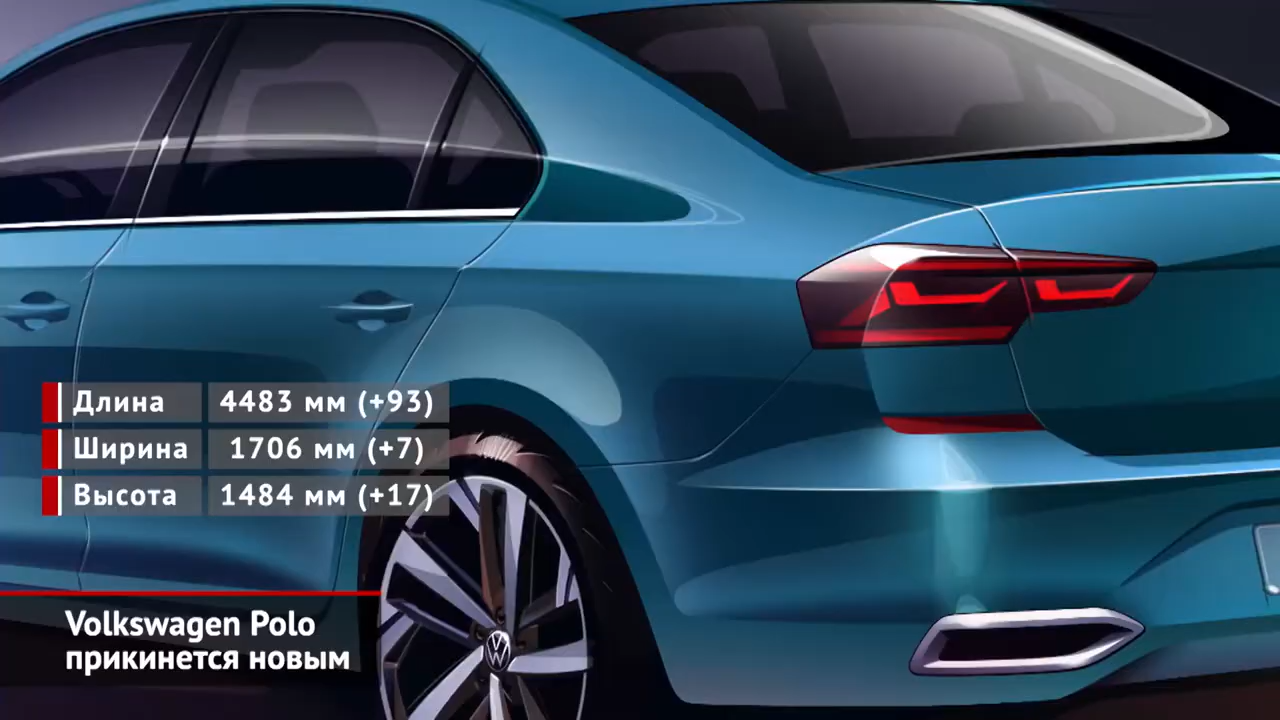 Длина 4483 мм (+93)
Ширина 1706 мм (+7)
Высота 1484 мм (+17)
Volkswagen Polo
прикинется новым